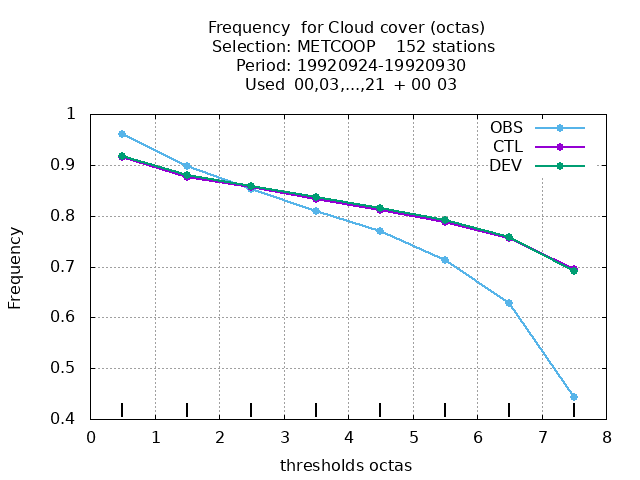 Frequency  for Cloud cover (octas)
Selection: METCOOP    152 stations
Period: 19920924-19920930
Used  00,03,...,21  + 00 03
OBS
CTL
DEV
Frequency
1
0.9
0.8
0.7
0.6
0.5
0.4
0 1 2 3 4 5 6 7 8
thresholds octas